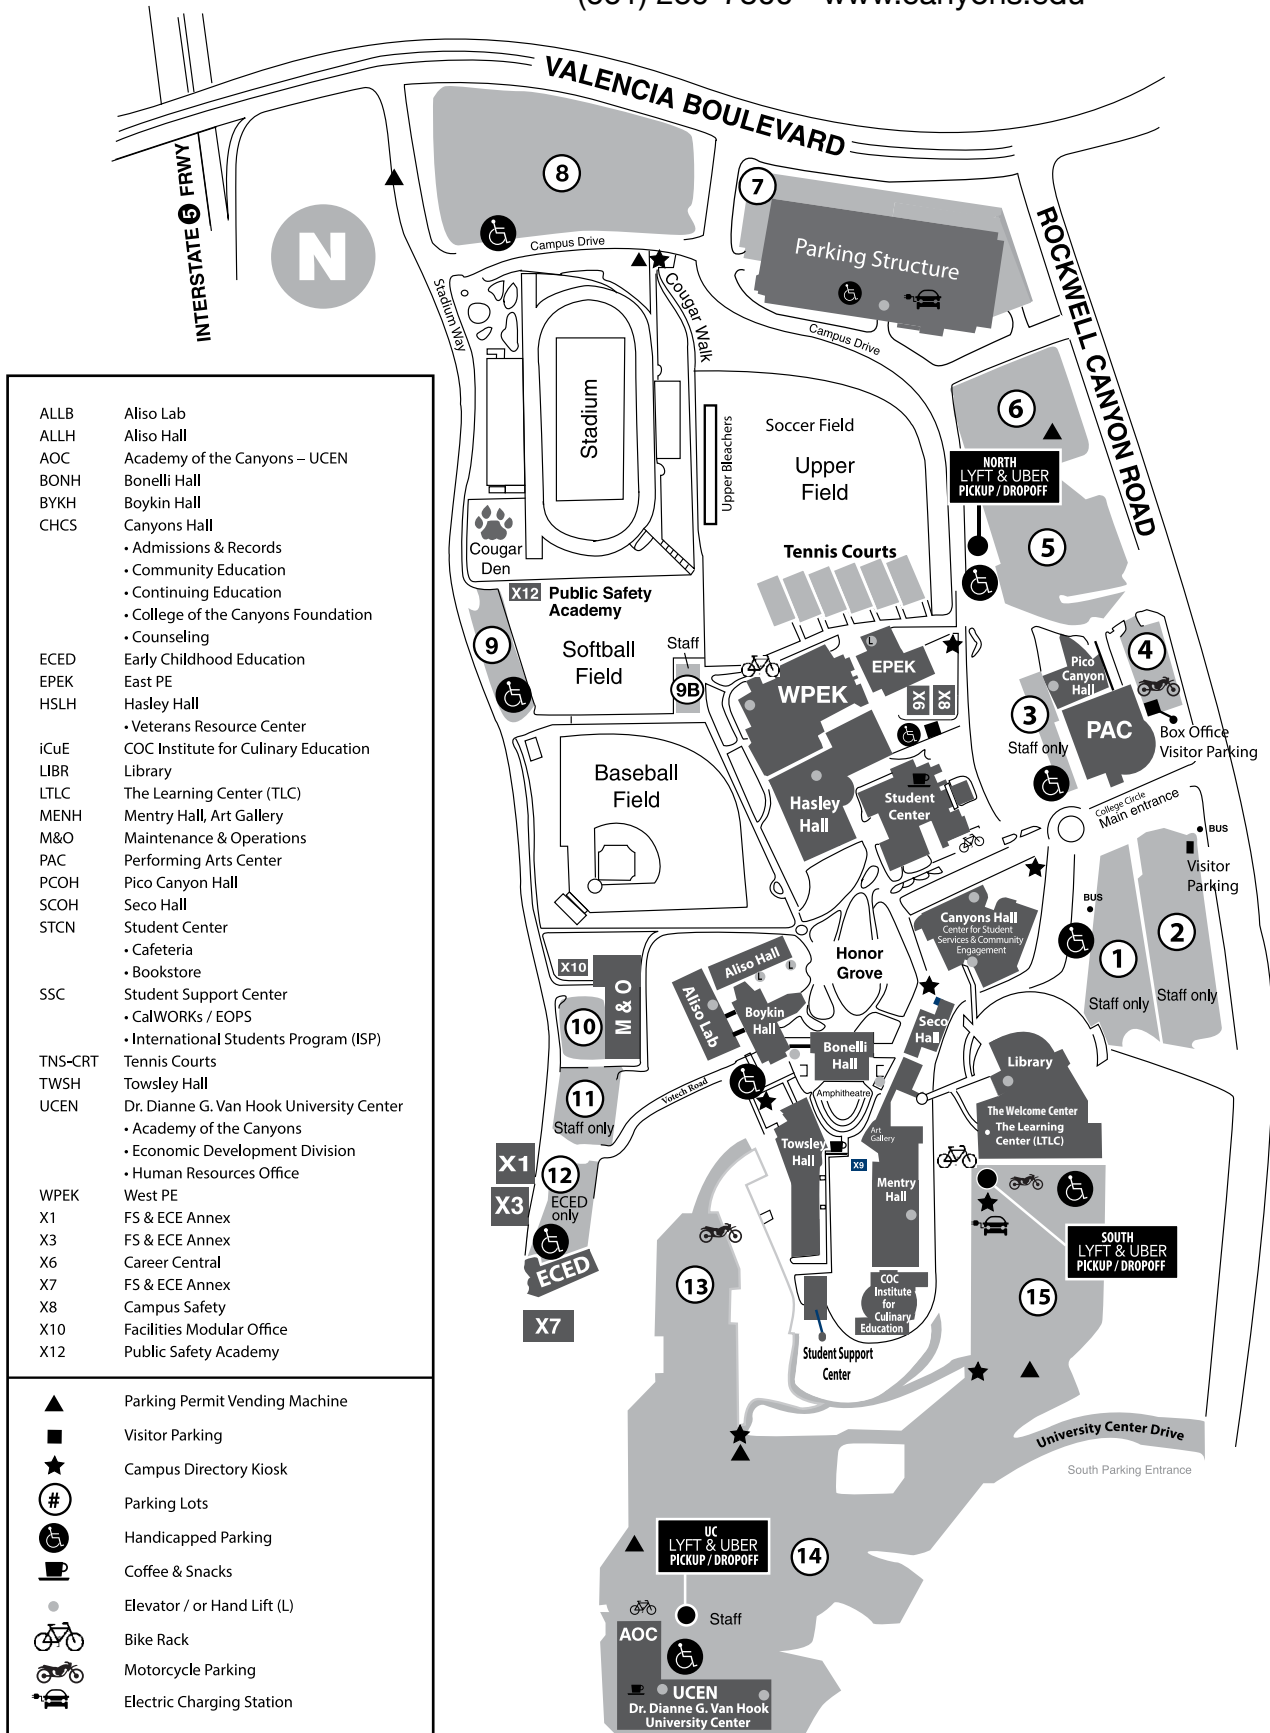 www.canyons.edu
VALENCIA BOULEVARD
INTERSTATE 5 FRWY
N
8
7
Campus Drive
Parking Structure
ROCKWELL CANYON ROAD
Stadium Way
Cougar Walk
Campus Drive
Stadium
Upper Bleachers
Soccer Field
Upper
Field
6
NORTH
LYFT & UBER
PICKUP / DROPOFF
5
Cougar
Den
Tennis Courts
X12 Public Safety
Academy
9
Softball
Field
Staff
9B
WPEK
EPEK
L
X6
X8
Pico
Canyon
Hall
4
3
Staff only
PAC
Box Office
Visitor Parking
Baseball
Field
Hasley
Hall
Student
Center
College Circle
Main entrance
BUS
Visitor
Parking
BUS
Canyons Hall
Center for Student
Services & Community
Engagement
1
Staff only
2
Staff only
Honor
Grove
X10
M & O
10
Aliso Hall
L
L
Aliso Lab
Boykin
Hall
Bonelli
Hall
Seco
Hall
Library
The Welcome Center
The Learning
Center (LTLC)
11
Staff only
Votech Road
Amphitheatre
Art
Gallery
Towsley
Hall
X9
Mentry
Hall
X1
X3
12
ECED
only
ECED
X7
13
SOUTH
LYFT & UBER
PICKUP / DROPOFF
15
COC
Institute
for
Culinary
Education
Student Support
Center
University Center Drive
South Parking Entrance
UC
LYFT & UBER
PICKUP / DROPOFF
14
Staff
AOC
UCEN
Dr. Dianne G. Van Hook
University Center
ALLB Aliso Lab
ALLH Aliso Hall
AOC Academy of the Canyons – UCEN
BONH Bonelli Hall
BYKH Boykin Hall
CHCS Canyons Hall
• Admissions & Records
• Community Education
• Continuing Education
• College of the Canyons Foundation
• Counseling
ECED Early Childhood Education
EPEK East PE
HSLH Hasley Hall
• Veterans Resource Center
iCuE COC Institute for Culinary Education
LIBR Library
LTLC The Learning Center (TLC)
MENH Mentry Hall, Art Gallery
M&O Maintenance & Operations
PAC Performing Arts Center
PCOH Pico Canyon Hall
SCOH Seco Hall
STCN Student Center
• Cafeteria
• Bookstore
SSC Student Support Center
• CalWORKs / EOPS
• International Students Program (ISP)
TNS-CRT Tennis Courts
TWSH Towsley Hall
UCEN Dr. Dianne G. Van Hook University Center
• Academy of the Canyons
• Economic Development Division
• Human Resources Office
WPEK West PE
X1 FS & ECE Annex
X3 FS & ECE Annex
X6 Career Central
X7 FS & ECE Annex
X8 Campus Safety
X10 Facilities Modular Office
X12 Public Safety Academy
Parking Permit Vending Machine
Visitor Parking
Campus Directory Kiosk
# Parking Lots
Handicapped Parking
Coffee & Snacks
Elevator / or Hand Lift (L)
Bike Rack
Motorcycle Parking
Electric Charging Station